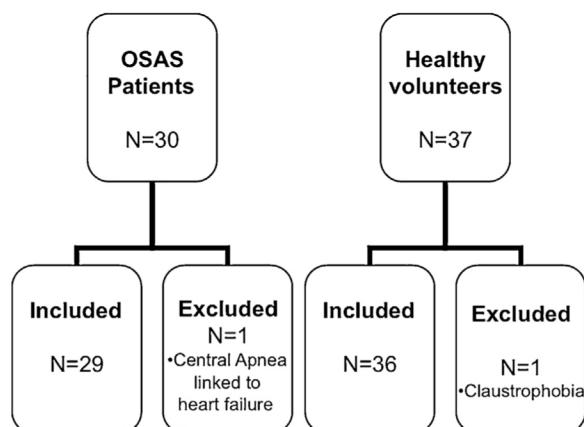 OSAS
Patients
N=30
Healthy
volunteers
N=37
Included
N=29
Excluded
N=1
•Central Apnea
linked to
heart failure
Included
N=36
Excluded
N=1
•Claustrophobia